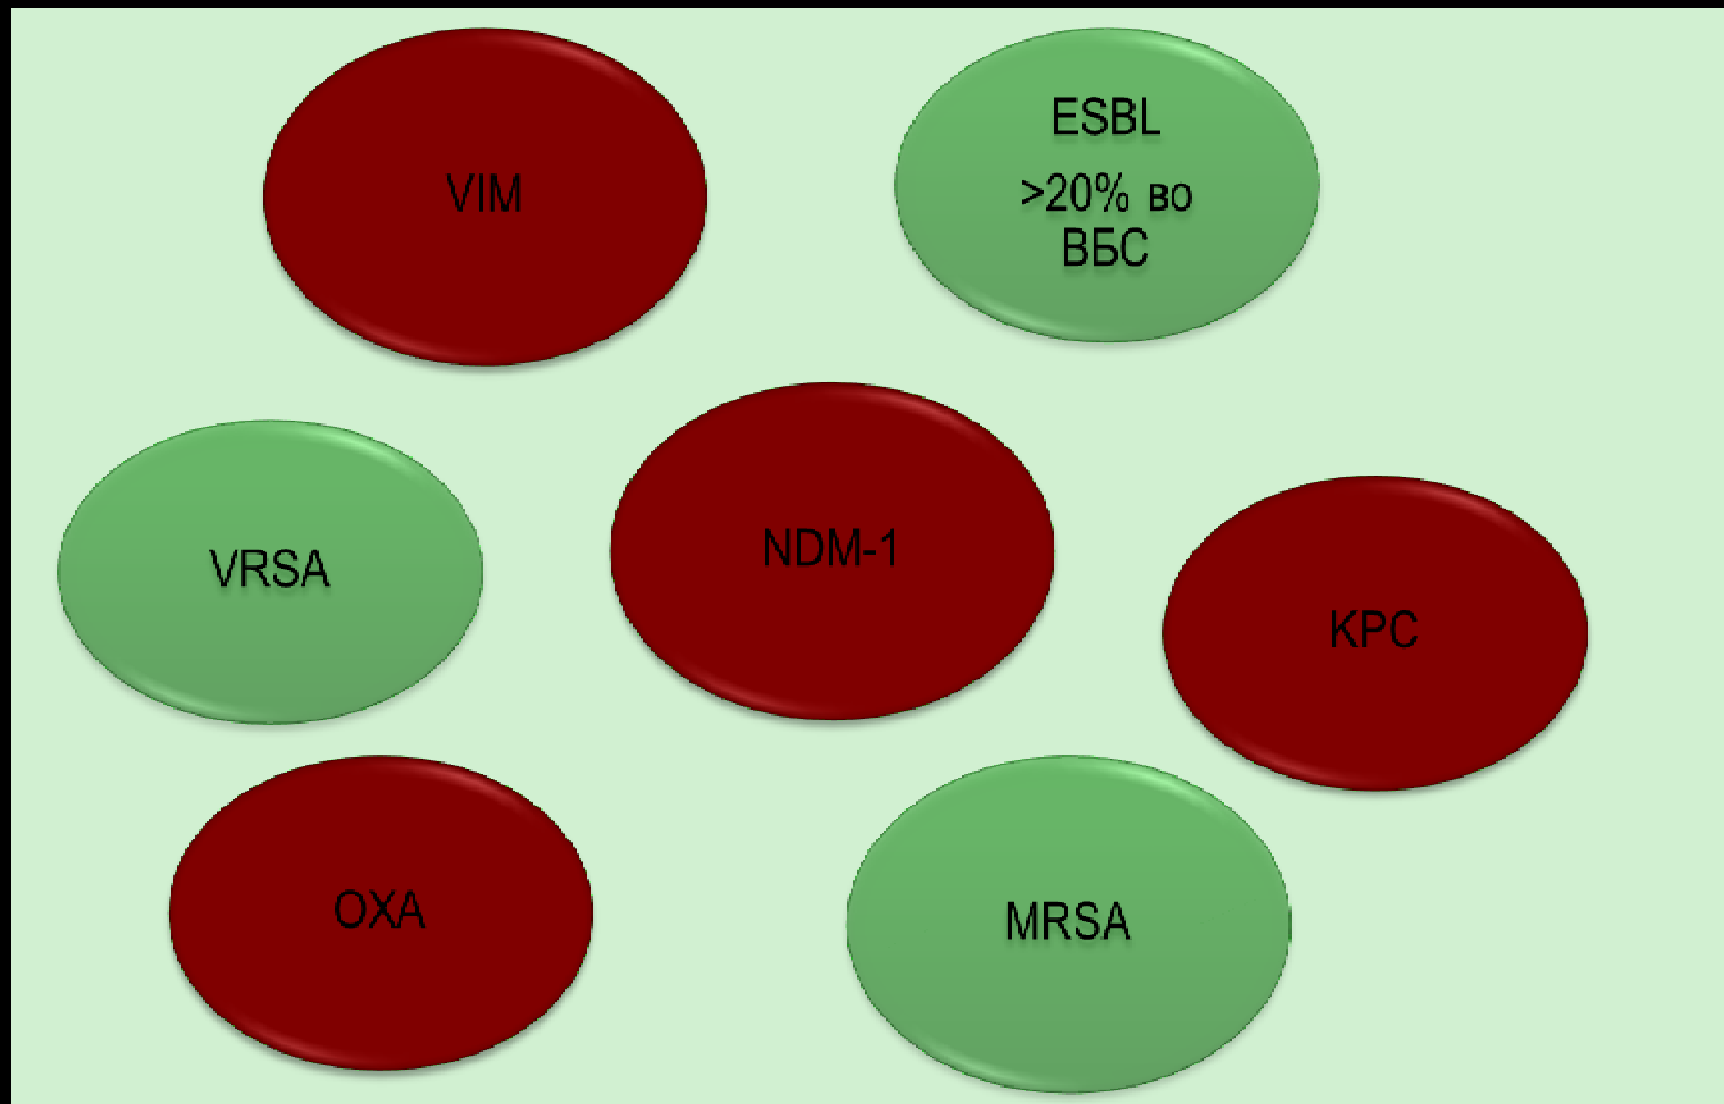 VIM
ESBL
>20% во
ВБС
VRSA
NDM-1
KPC
OXA
MRSA